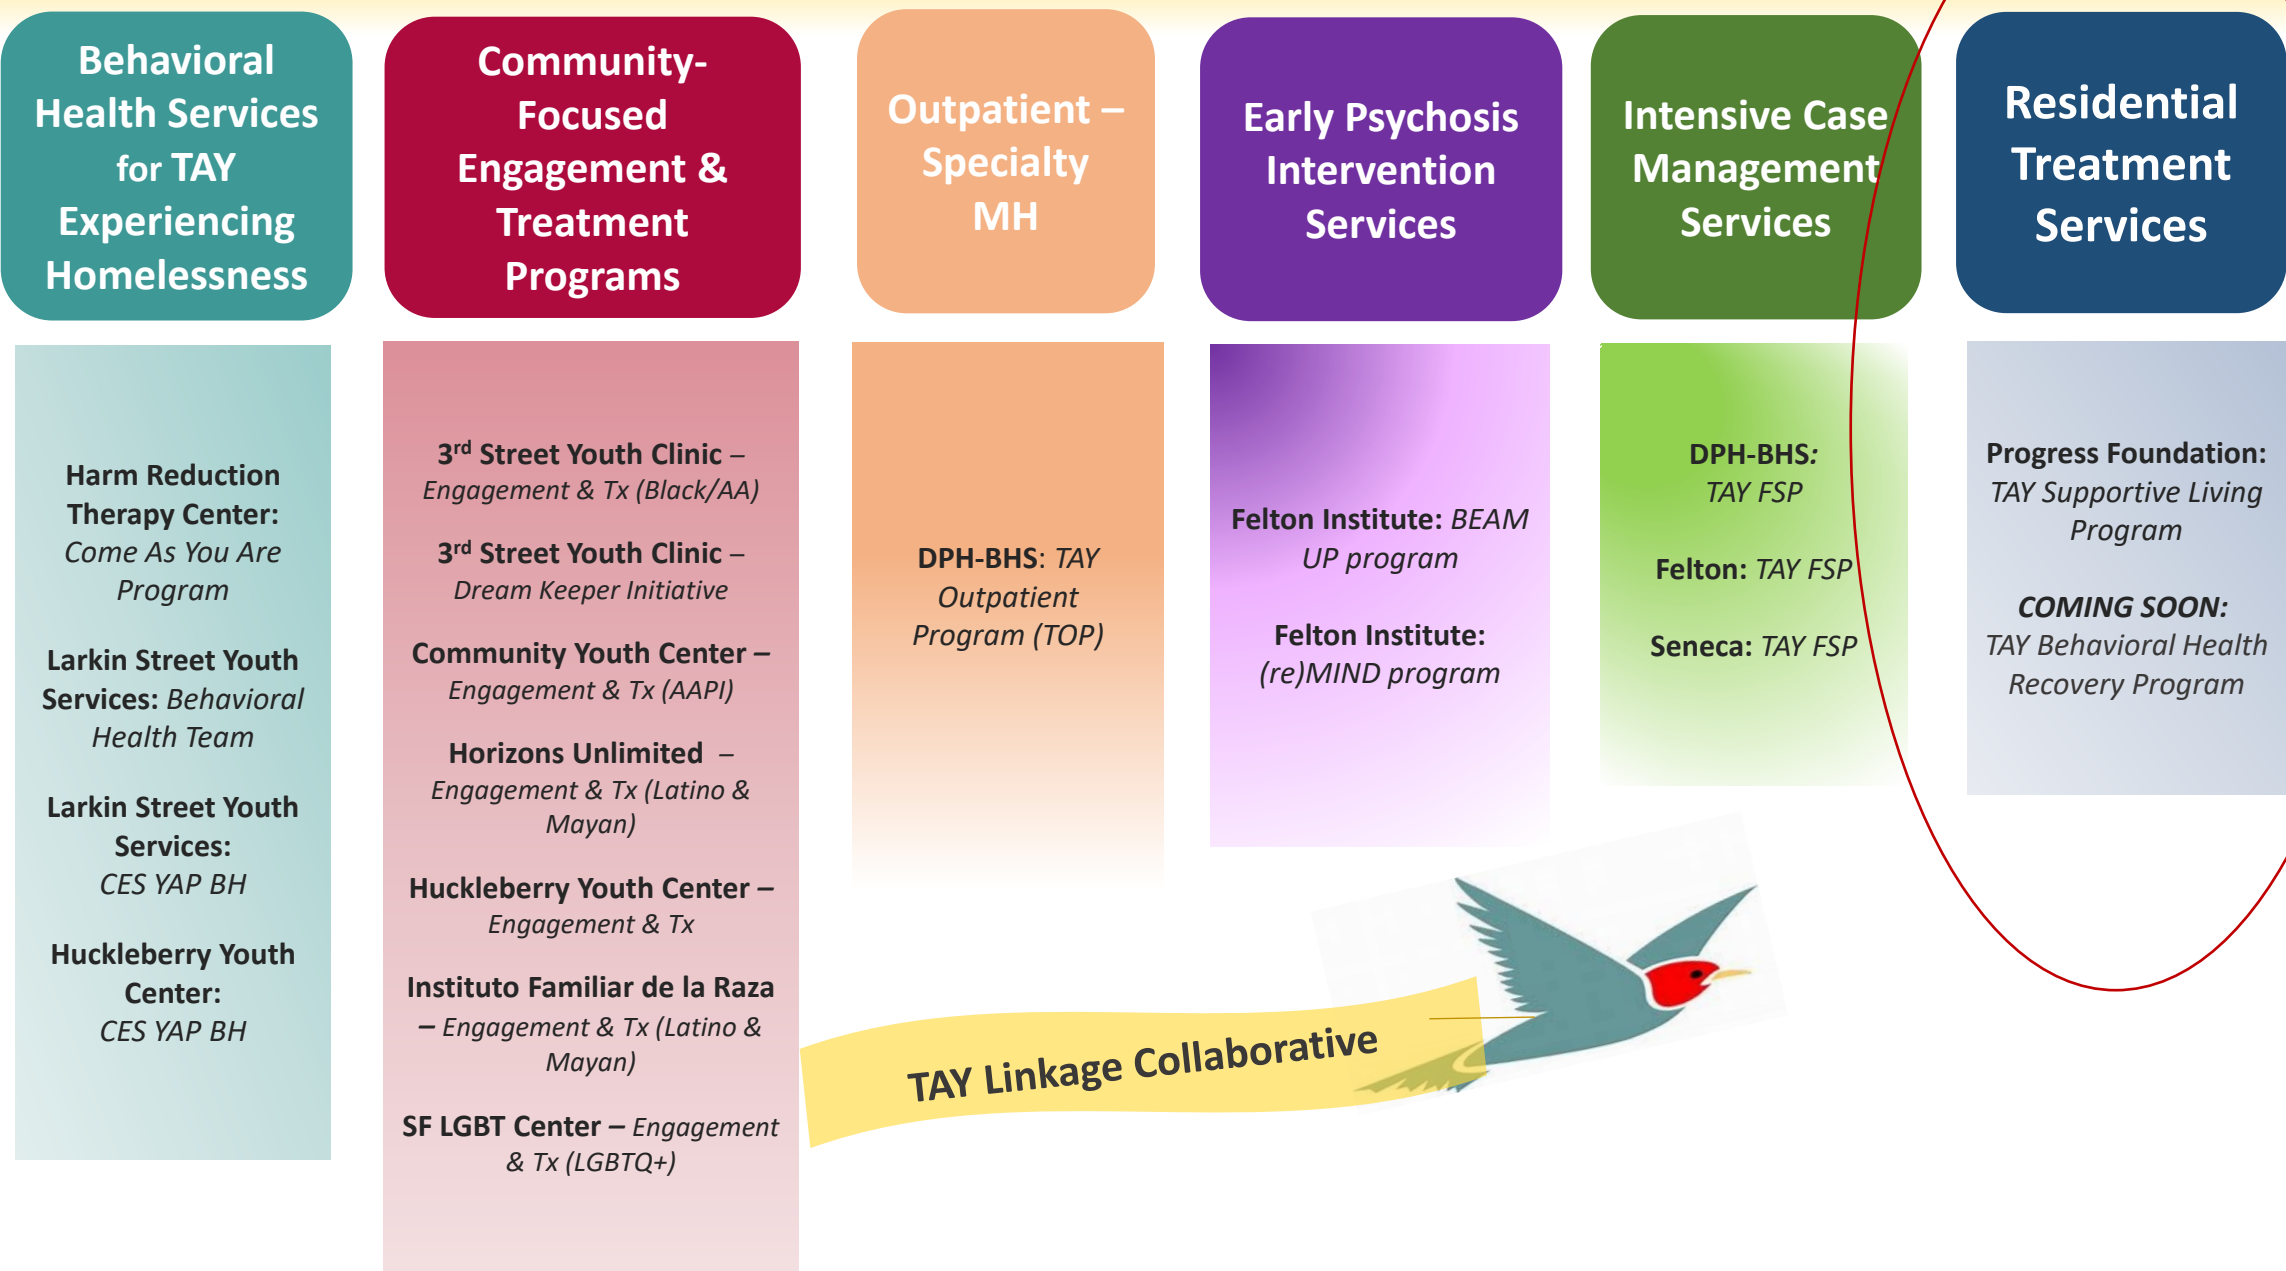 Behavioral
Health Services
for TAY
Experiencing
Homelessness
Harm Reduction
Therapy Center:
Come As You Are
Program
Larkin Street Youth
Services: Behavioral
Health Team
Larkin Street Youth
Services:
CES YAP BH
Huckleberry Youth
Center:
CES YAP BH
Community-
Focused
Engagement &
Treatment
Programs
3rd Street Youth Clinic –
Engagement & Tx (Black/AA)
3rd Street Youth Clinic –
Dream Keeper Initiative
Community Youth Center –
Engagement & Tx (AAPI)
Horizons Unlimited –
Engagement & Tx (Latino &
Mayan)
Huckleberry Youth Center –
Engagement & Tx
Instituto Familiar de la Raza
– Engagement & Tx (Latino &
Mayan)
SF LGBT Center – Engagement
& Tx (LGBTQ+)
Outpatient –
Specialty
MH
DPH-BHS: TAY
Outpatient
Program (TOP)
Early Psychosis
Intervention
Services
Felton Institute: BEAM
UP program
Felton Institute:
(re)MIND program
Intensive Case
Management
Services
DPH-BHS:
TAY FSP
Felton: TAY FSP
Seneca: TAY FSP
Residential
Treatment
Services
Progress Foundation:
TAY Supportive Living
Program
COMING SOON:
TAY Behavioral Health
Recovery Program
TAY Linkage Collaborative